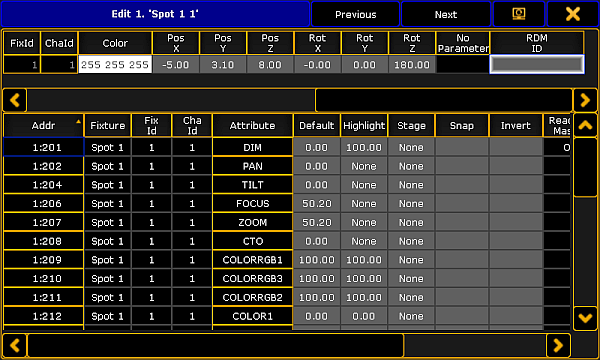 Edit 1. 'Spot 1 1' Previous Next
FixId ChaId Color Pos X Pos Y Pos Z Rot X Rot Y Rot Z No Parameter RDM ID
1 1 255 255 255 -5.00 3.10 8.00 -0.00 0.00 180.00
Addr Fixture Fix Id Cha Id Attribute Default Highlight Stage Snap Invert Reac Mas
1:201 Spot 1 1 1 DIM 0.00 100.00 None 0
1:202 Spot 1 1 1 PAN 0.00 None None
1:204 Spot 1 1 1 TILT 0.00 None None
1:206 Spot 1 1 1 FOCUS 50.20 None None
1:207 Spot 1 1 1 ZOOM 50.20 None None
1:208 Spot 1 1 1 CTO 0.00 None None
1:209 Spot 1 1 1 COLORRGB1 100.00 100.00 None
1:210 Spot 1 1 1 COLORRGB3 100.00 100.00 None
1:211 Spot 1 1 1 COLORRGB2 100.00 100.00 None
1:212 Spot 1 1 1 COLOR1 0.00 0.00 None